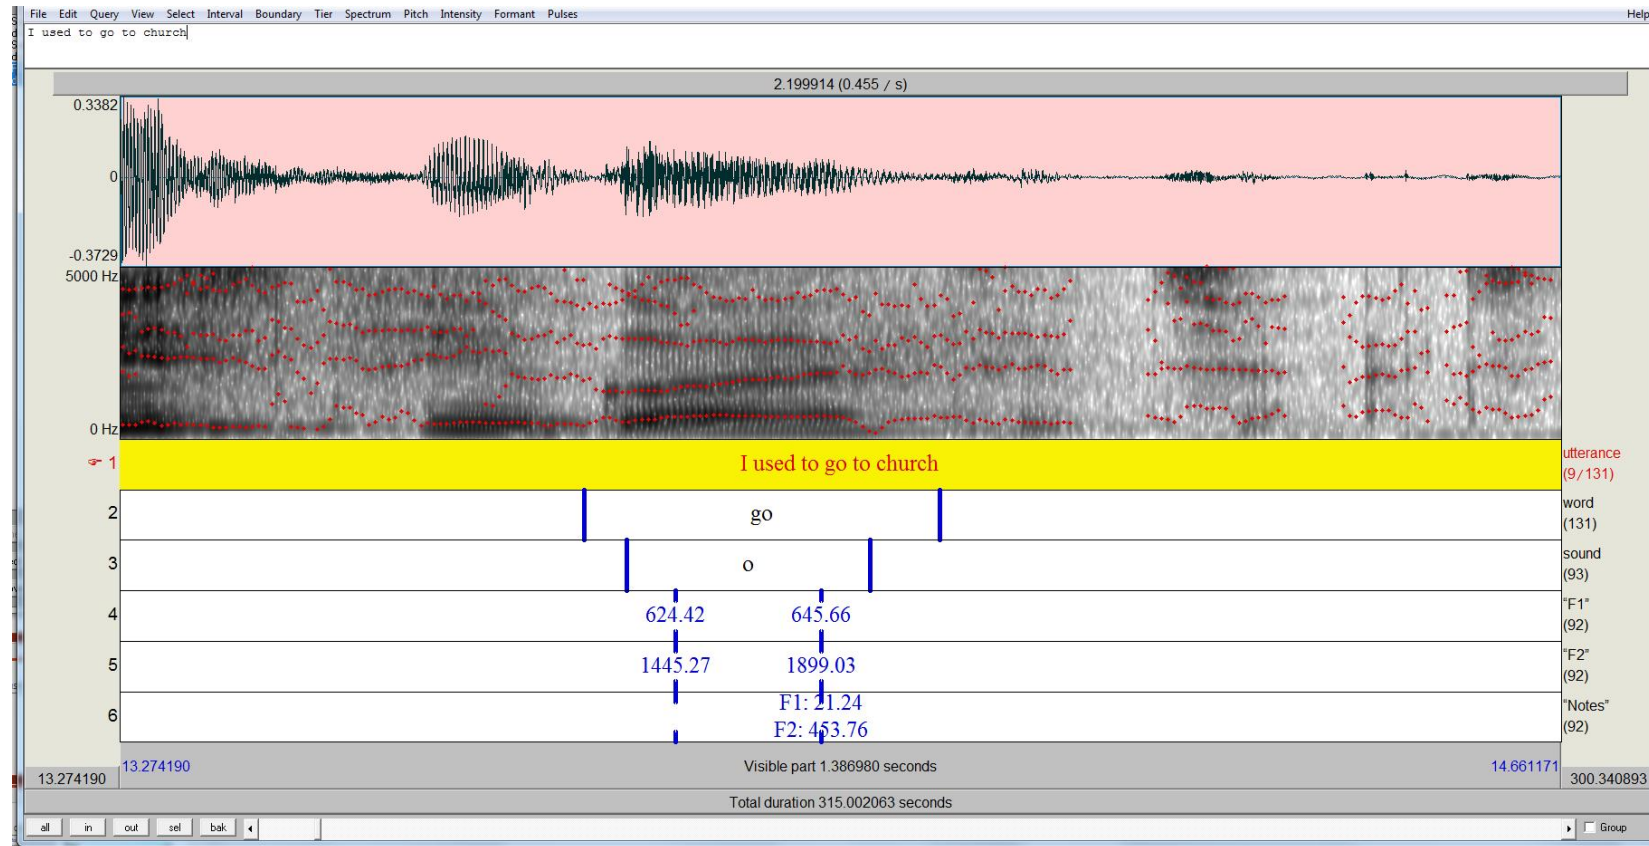 File Edit Query View Select Interval Boundary Tier Spectrum Pitch Intensity Formant Pulses Help
I used to go to church
2.199914 (0.455 / s)
0.3382
0
-0.3729
5000 Hz
0 Hz
1 I used to go to church utterance
(9/131)
2 go word
(131)
3 o sound
(93)
4 624.42 645.66 "F1"
(92)
5 1445.27 1899.03 "F2"
(92)
F1: 21.24
6 "Notes"
F2: 453.76 (92)
13.274190 13.274190 Visible part 1.386980 seconds 14.661171 300.340893
Total duration 315.002063 seconds
all in out sel bak Group